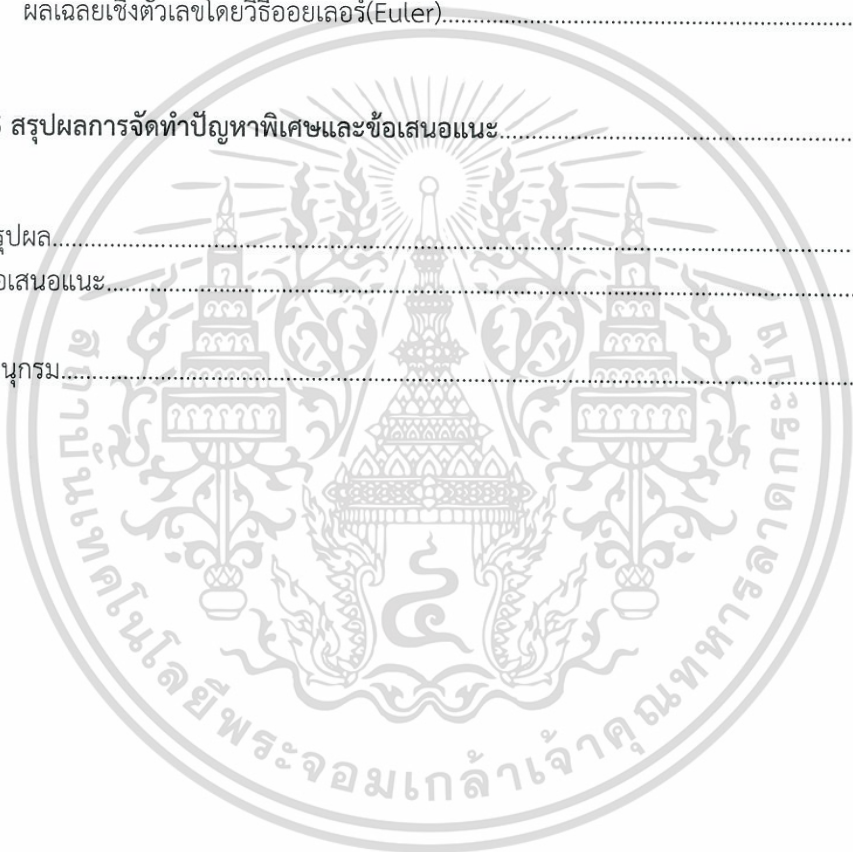 ผลเฉลยเชิงตัวเลขโดยวิธีออยเลอร์(Euler)
สรุปผลการจัดทำปัญหาพิเศษและข้อเสนอแนะ
รุปผล
อเสนอแนะ
นุกรม
สถาบันเทคโนโลยีพระจอมเกล้าเจ้าคุณทหารลาดกระบัง